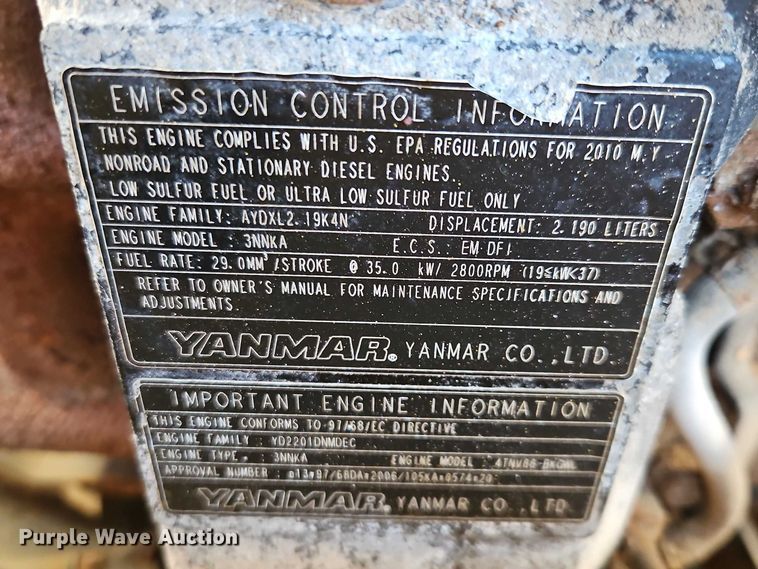 EMISSION CONTROL INFORMATION
THIS ENGINE COMPLIES WITH U.S. EPA REGULATIONS FOR 2010 M.Y
NONROAD AND STATIONARY DIESEL ENGINES.
LOW SULFUR FUEL OR ULTRA LOW SULFUR FUEL ONLY
ENGINE FAMILY: AYDXL2.19K4N DISPLACEMENT: 2.190 LITERS
ENGINE MODEL : 3NNKA E.C.S.: EM DFI
FUEL RATE: 29.0MM³/STROKE @ 35.0 kW/ 2800RPM (19≤kW<37)
REFER TO OWNER'S MANUAL FOR MAINTENANCE SPECIFICATIONS AND
ADJUSTMENTS.
YANMAR® YANMAR CO.,LTD.
IMPORTANT ENGINE INFORMATION
THIS ENGINE CONFORMS TO 97/68/EC DIRECTIVE
ENGINE FAMILY : YD2201DNMDEC
ENGINE TYPE : 3NNKA ENGINE MODEL :
APPROVAL NUMBER :
YANMAR® YANMAR CO., LTD.
Purple Wave Auction